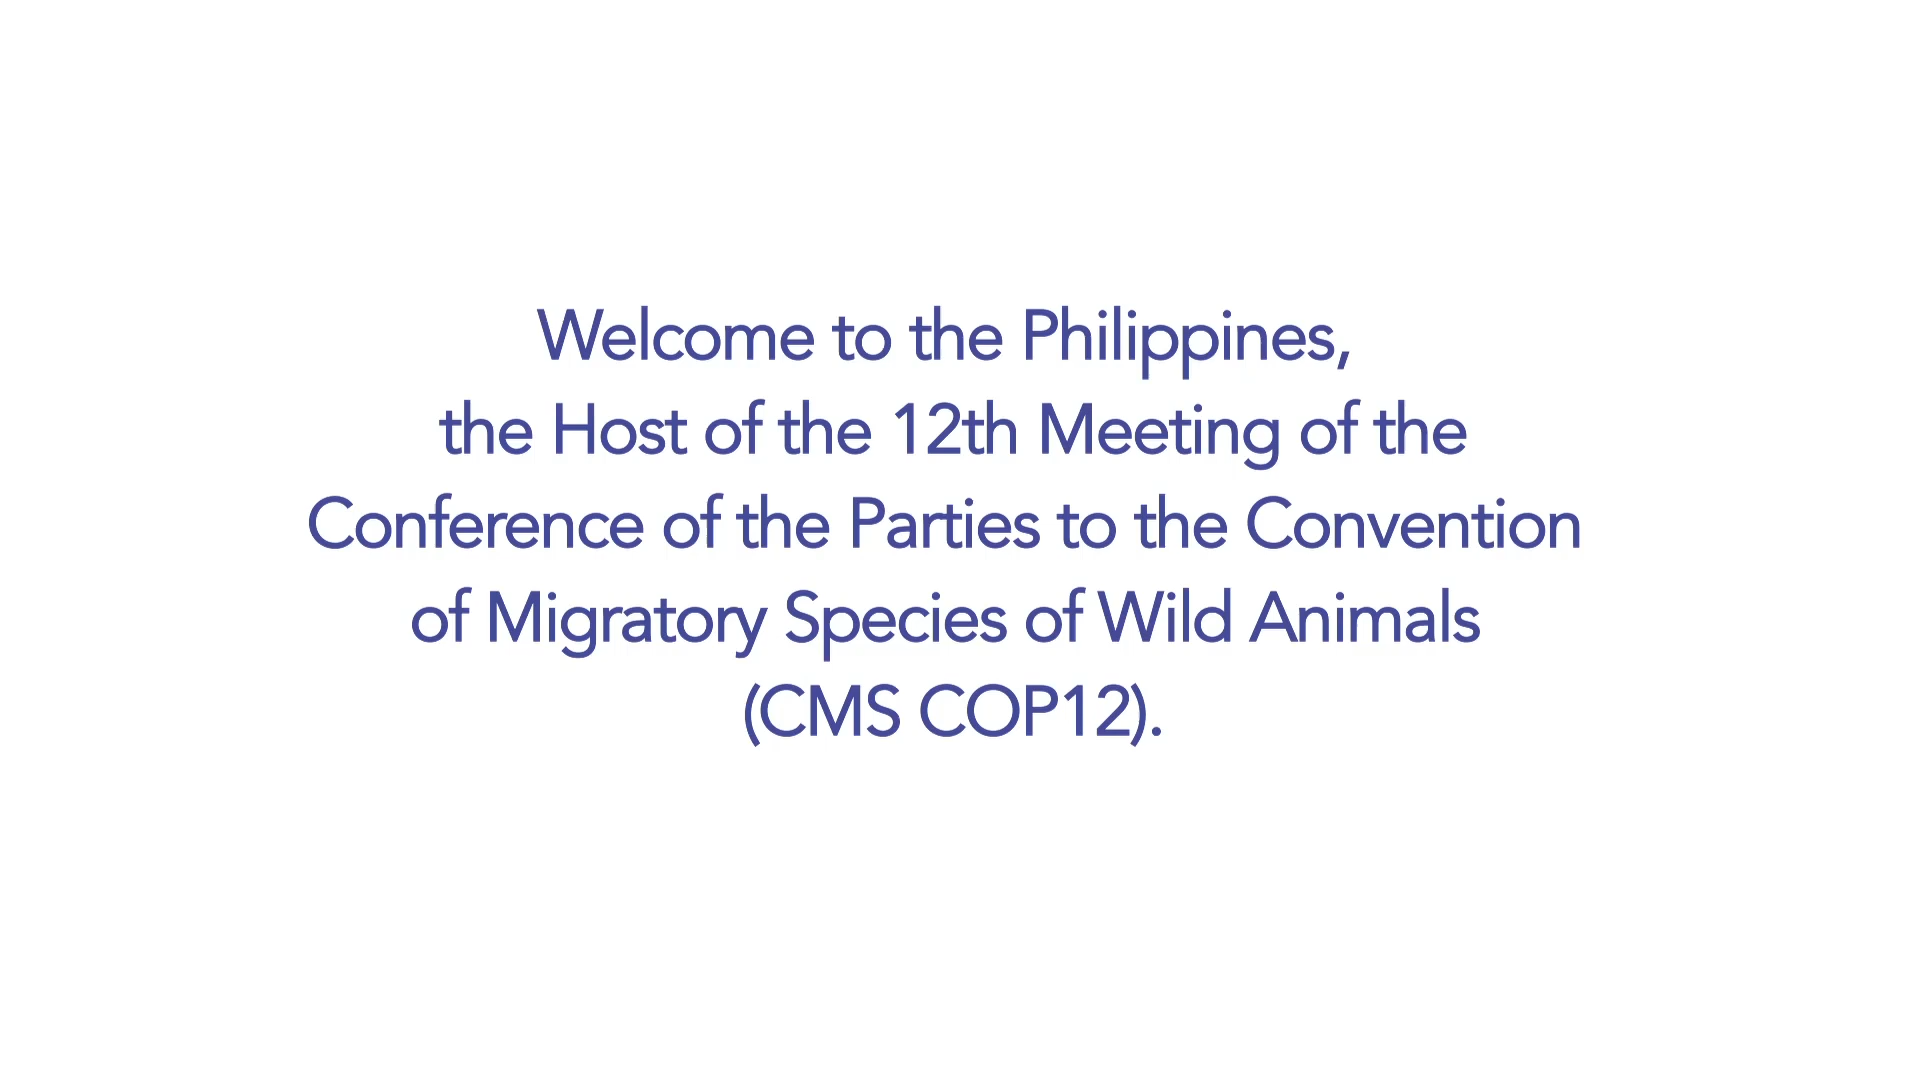 Welcome to the Philippines,
the Host of the 12th Meeting of the
Conference of the Parties to the Convention
of Migratory Species of Wild Animals
(CMS COP12).